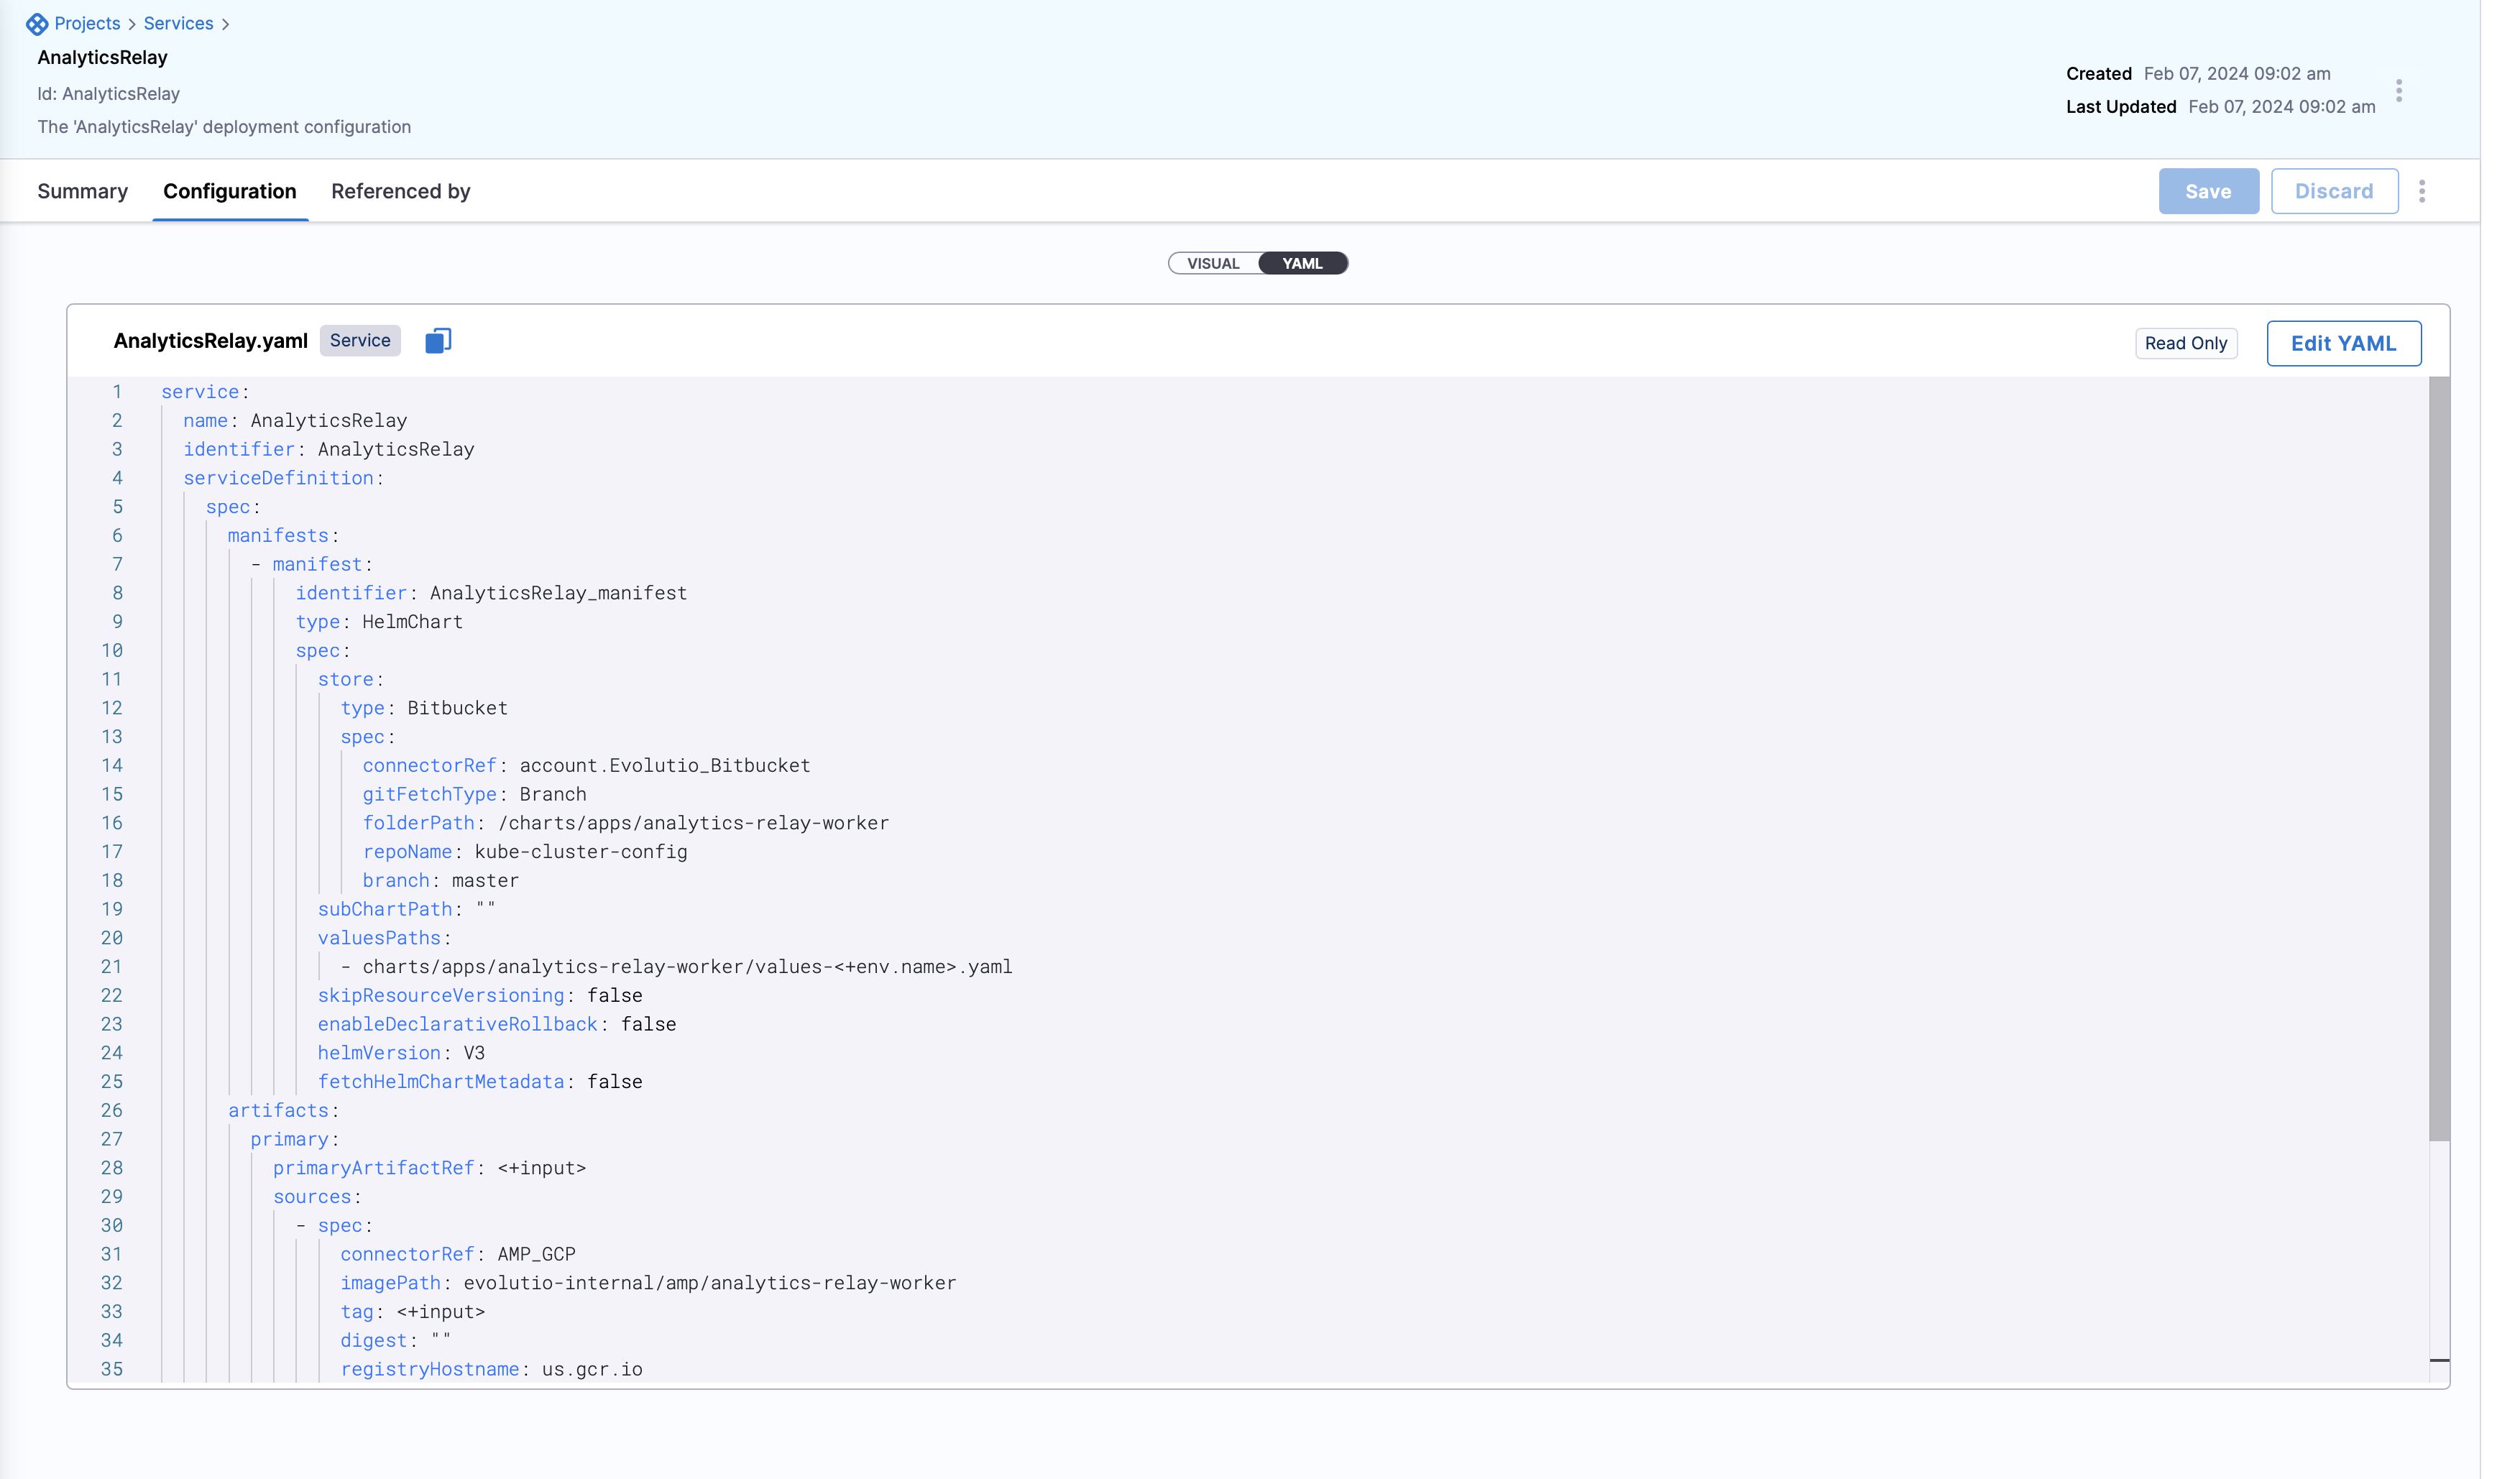 Projects > Services >
AnalyticsRelay
Id: AnalyticsRelay
The 'AnalyticsRelay' deployment configuration
Created Feb 07, 2024 09:02 am
Last Updated Feb 07, 2024 09:02 am
Summary Configuration Referenced by
Save Discard
VISUAL YAML
AnalyticsRelay.yaml Service
Read Only Edit YAML
1 service:
2   name: AnalyticsRelay
3   identifier: AnalyticsRelay
4   serviceDefinition:
5     spec:
6       manifests:
7         - manifest:
8             identifier: AnalyticsRelay_manifest
9             type: HelmChart
10             spec:
11               store:
12                 type: Bitbucket
13                 spec:
14                   connectorRef: account.Evolutio_Bitbucket
15                   gitFetchType: Branch
16                   folderPath: /charts/apps/analytics-relay-worker
17                   repoName: kube-cluster-config
18                   branch: master
19               subChartPath: ""
20               valuesPaths:
21                 - charts/apps/analytics-relay-worker/values-<+env.name>.yaml
22               skipResourceVersioning: false
23               enableDeclarativeRollback: false
24               helmVersion: V3
25               fetchHelmChartMetadata: false
26       artifacts:
27         primary:
28           primaryArtifactRef: <+input>
29           sources:
30             - spec:
31                 connectorRef: AMP_GCP
32                 imagePath: evolutio-internal/amp/analytics-relay-worker
33                 tag: <+input>
34                 digest: ""
35                 registryHostname: us.gcr.io